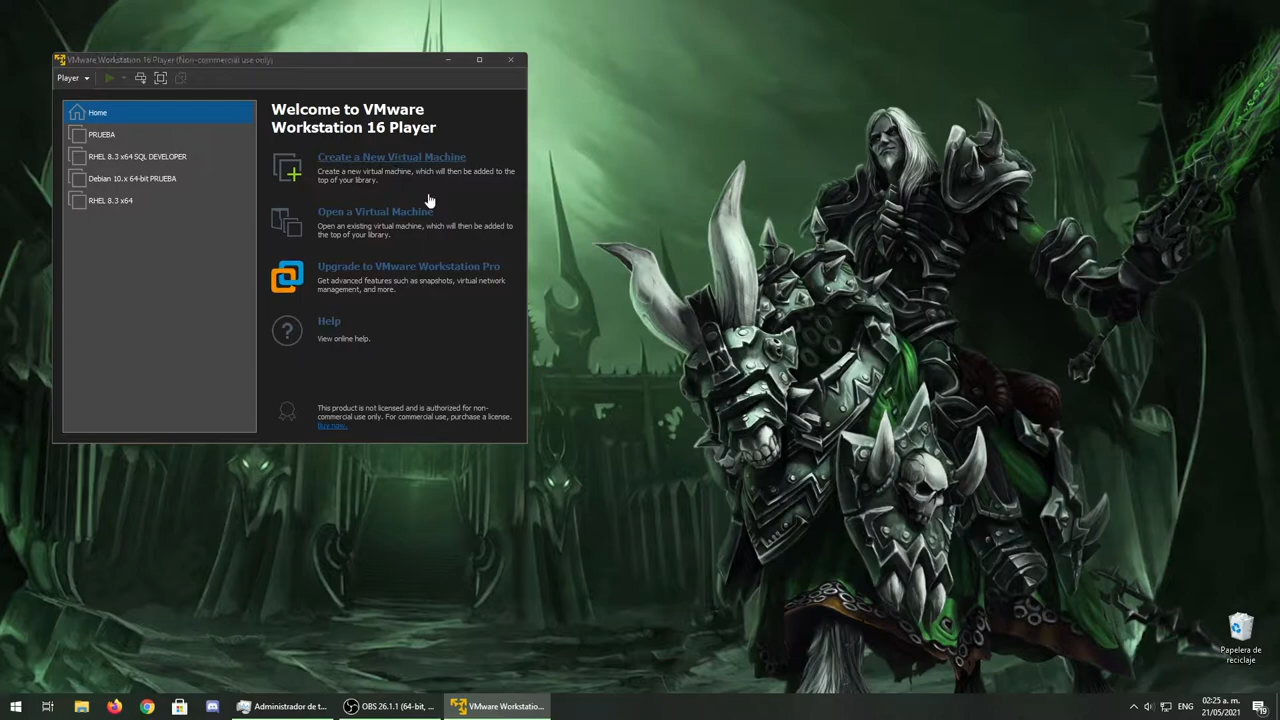 VMware Workstation 16 Player (Non-commercial use only)
Player
Home
PRUEBA
RHEL 8.3 x64 SQL DEVELOPER
Debian 10.x 64-bit PRUEBA
RHEL 8.3 x64
Welcome to VMware
Workstation 16 Player
Create a New Virtual Machine
Create a new virtual machine, which will then be added to the
top of your library.
Open a Virtual Machine
Open an existing virtual machine, which will then be added to
the top of your library.
Upgrade to VMware Workstation Pro
Get advanced features such as snapshots, virtual network
management, and more.
?
Help
View online help.
This product is not licensed and is authorized for non-
commercial use only. For commercial use, purchase a license.
Buy now.
Papelera de
reciclaje
Administrador de t...
OBS 26.1.1 (64-bit, ...
VMware Workstatio...
ENG
02:25 a. m.
21/05/2021
19